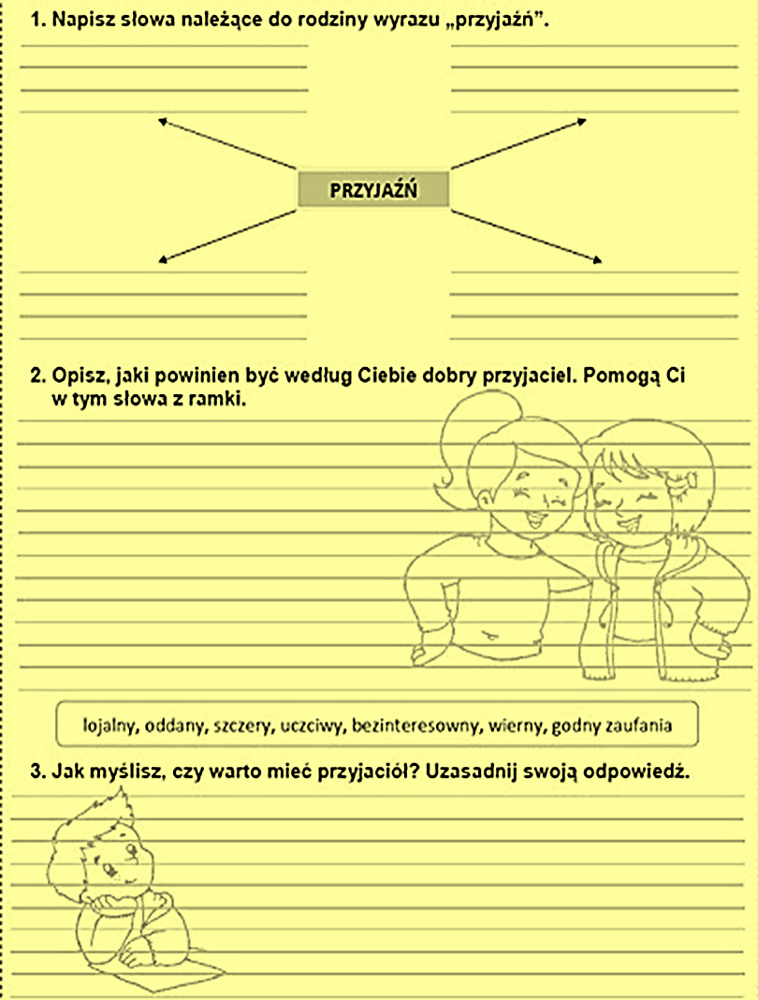 1. Napisz słowa należące do rodziny wyrazu „przyjaźń”.
PRZYJAŹŃ
2. Opisz, jaki powinien być według Ciebie dobry przyjaciel. Pomogą Ci
w tym słowa z ramki.
lojalny, oddany, szczery, uczciwy, bezinteresowny, wierny, godny zaufania
3. Jak myślisz, czy warto mieć przyjaciół? Uzasadnij swoją odpowiedź.